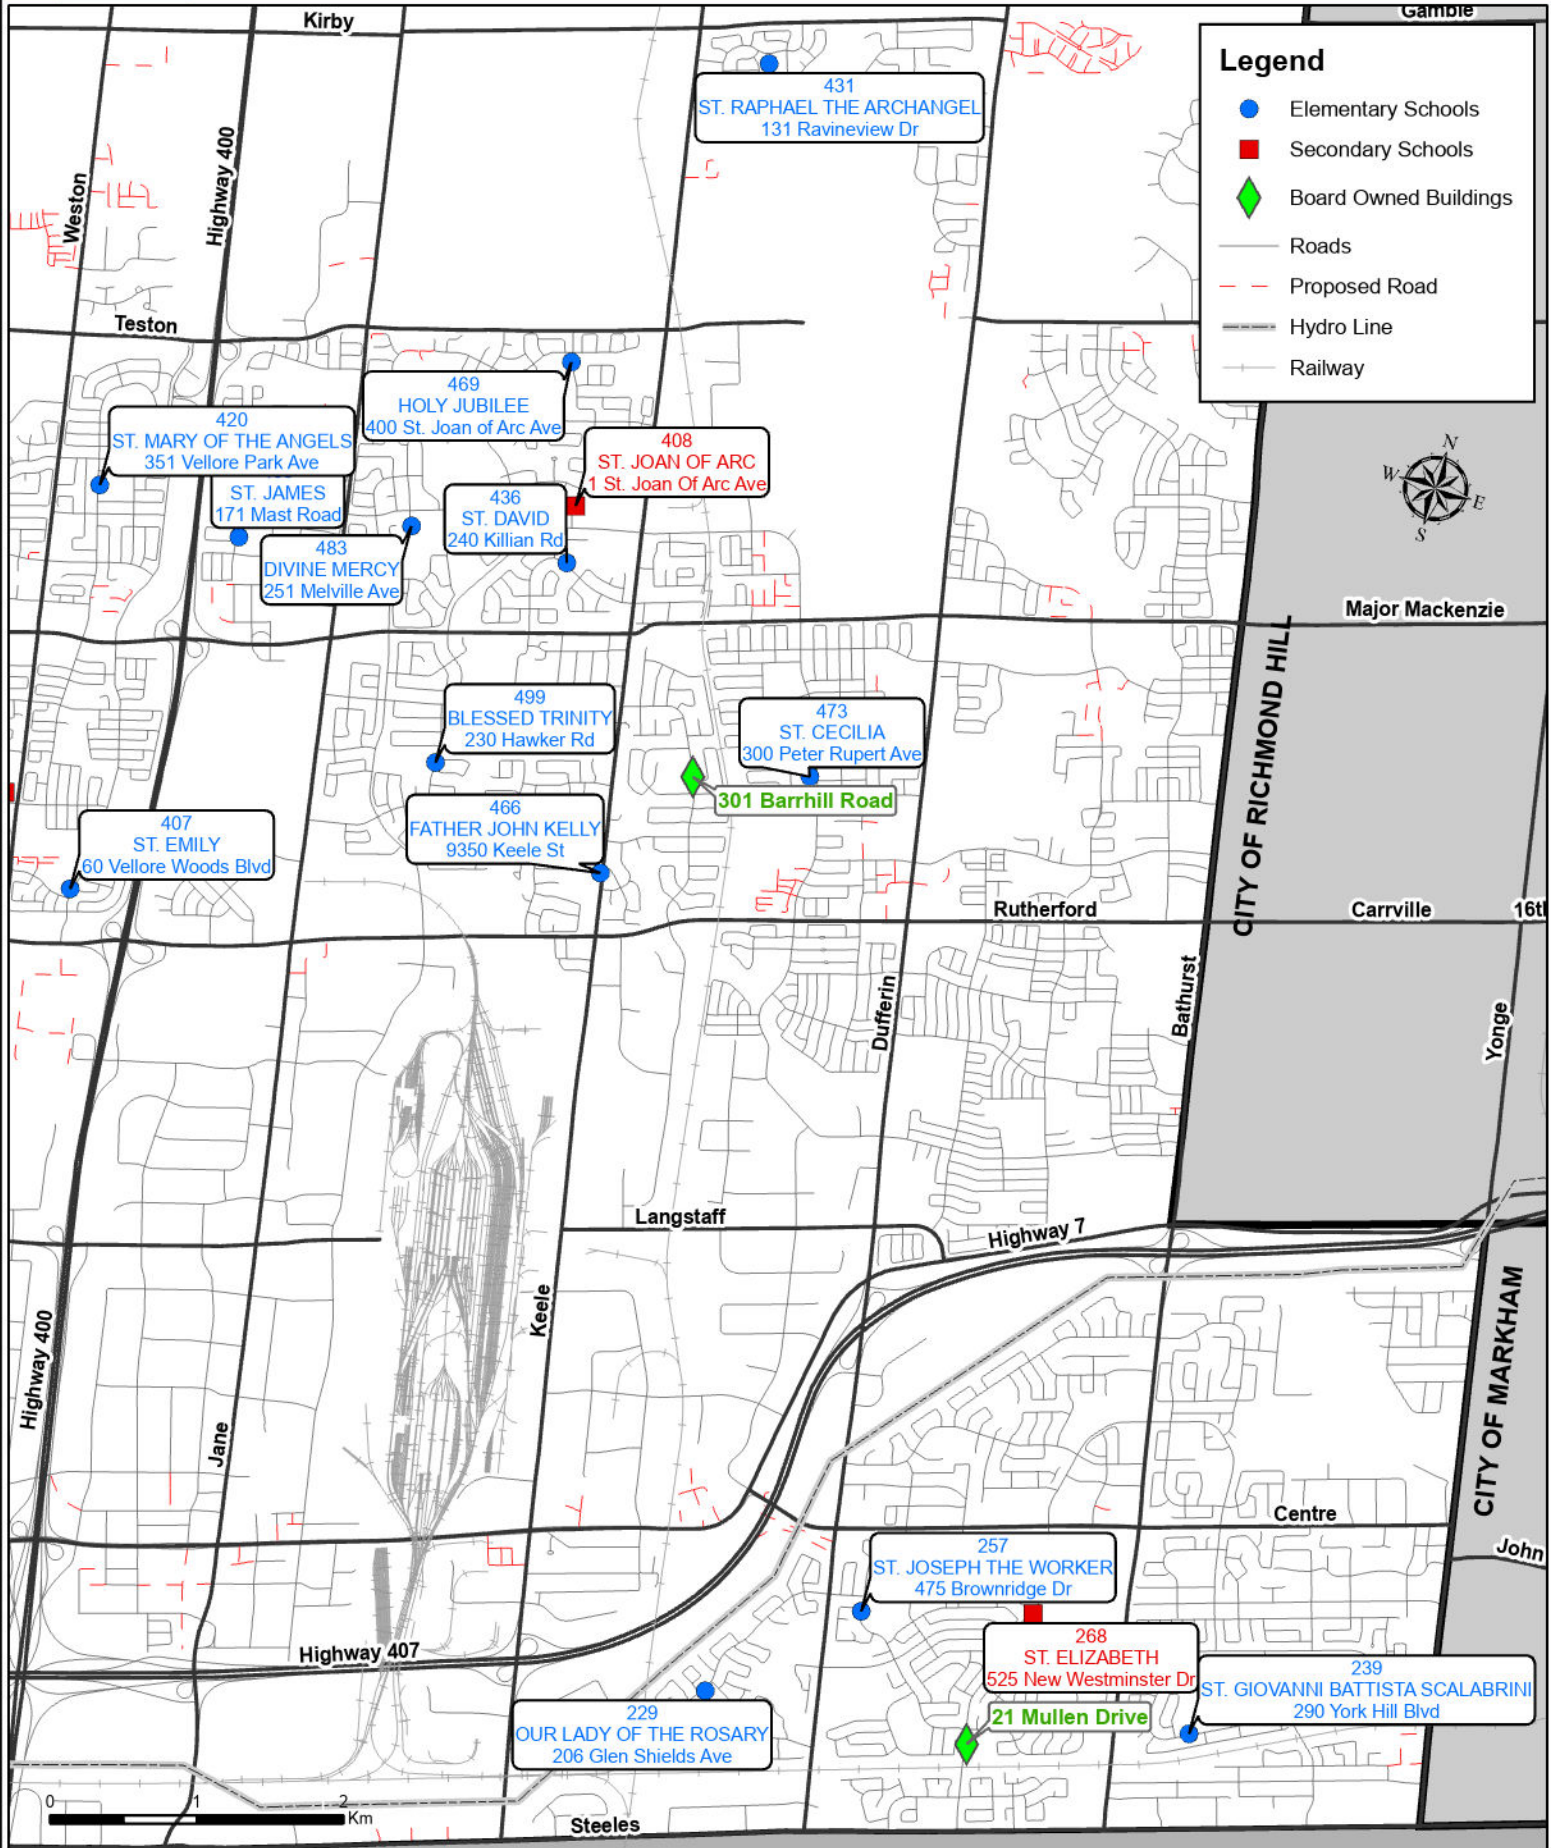 Kirby
Gamble
Legend
Elementary Schools
Secondary Schools
Board Owned Buildings
Roads
Proposed Road
Hydro Line
Railway
431
ST. RAPHAEL THE ARCHANGEL
131 Ravineview Dr
Weston
Highway 400
Teston
469
HOLY JUBILEE
400 St. Joan of Arc Ave
420
ST. MARY OF THE ANGELS
351 Vellore Park Ave
408
ST. JOAN OF ARC
1 St. Joan Of Arc Ave
ST. JAMES
171 Mast Road
436
ST. DAVID
240 Killian Rd
483
DIVINE MERCY
251 Melville Ave
N
W
E
S
Major Mackenzie
CITY OF RICHMOND HILL
499
BLESSED TRINITY
230 Hawker Rd
473
ST. CECILIA
300 Peter Rupert Ave
301 Barrhill Road
466
FATHER JOHN KELLY
9350 Keele St
407
ST. EMILY
60 Vellore Woods Blvd
Rutherford
Carrville
16th
Dufferin
Bathurst
Yonge
Langstaff
Highway 7
Keele
Highway 400
Jane
CITY OF MARKHAM
Centre
John
257
ST. JOSEPH THE WORKER
475 Brownridge Dr
Highway 407
268
ST. ELIZABETH
525 New Westminster Dr
239
ST. GIOVANNI BATTISTA SCALABRINI
290 York Hill Blvd
229
OUR LADY OF THE ROSARY
206 Glen Shields Ave
21 Mullen Drive
0 1 2
Km
Steeles